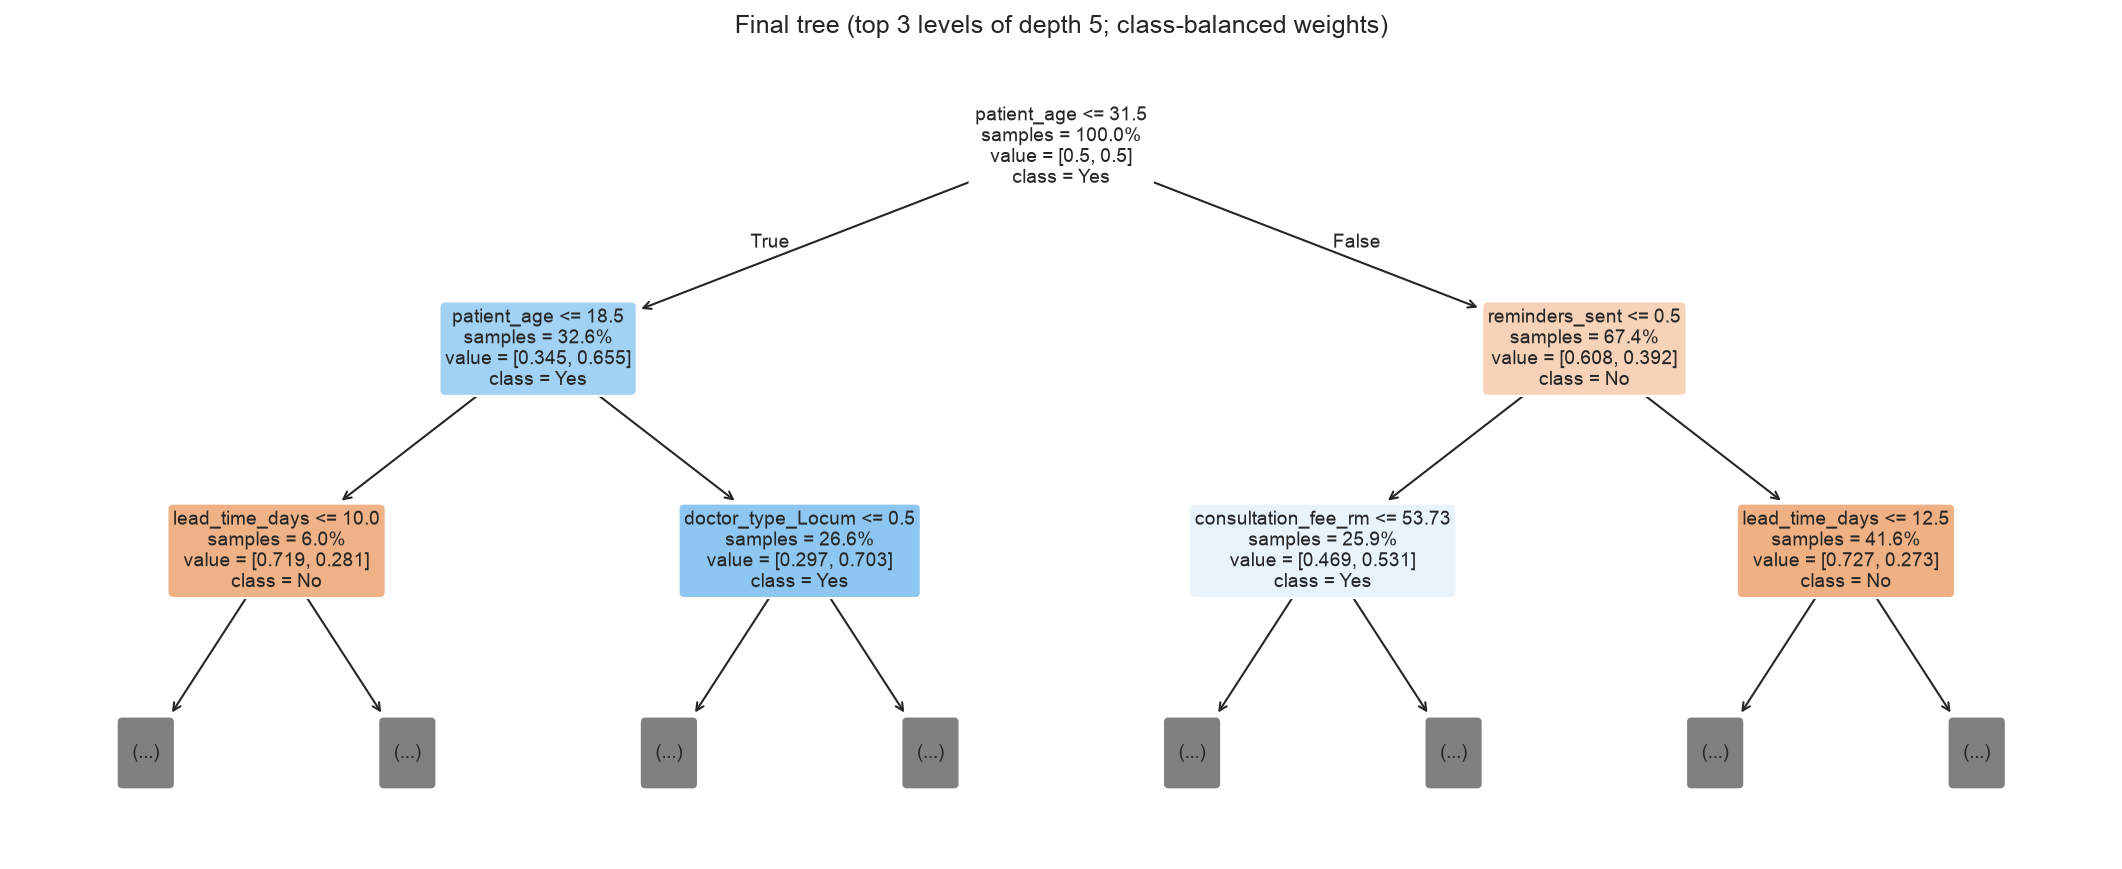 Final tree (top 3 levels of depth 5; class-balanced weights)
patient_age <= 31.5
samples = 100.0%
value = [0.5, 0.5]
class = Yes
True
False
patient_age <= 18.5
samples = 32.6%
value = [0.345, 0.655]
class = Yes
reminders_sent <= 0.5
samples = 67.4%
value = [0.608, 0.392]
class = No
lead_time_days <= 10.0
samples = 6.0%
value = [0.719, 0.281]
class = No
doctor_type_Locum <= 0.5
samples = 26.6%
value = [0.297, 0.703]
class = Yes
consultation_fee_rm <= 53.73
samples = 25.9%
value = [0.469, 0.531]
class = Yes
lead_time_days <= 12.5
samples = 41.6%
value = [0.727, 0.273]
class = No
(...)
(...)
(...)
(...)
(...)
(...)
(...)
(...)